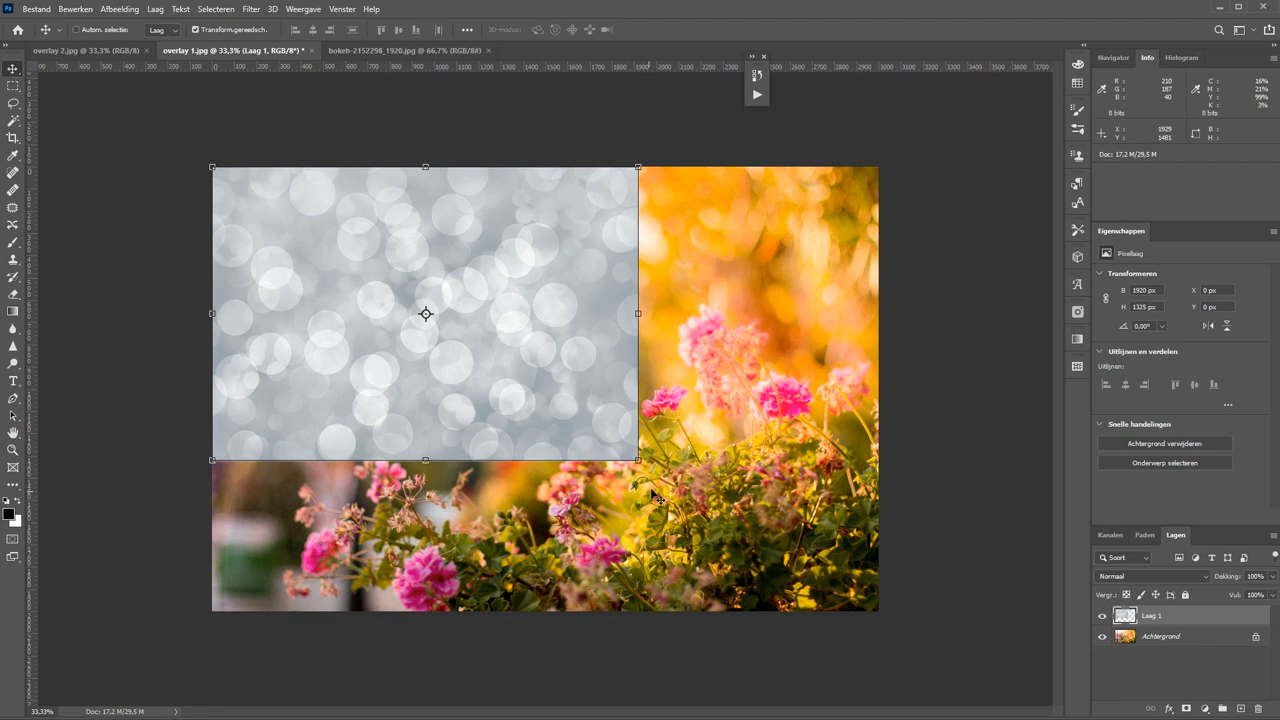 Ps Bestand Bewerken Afbeelding Laag Tekst Selecteren Filter 3D Weergave Venster Help
Autom. selectie: Laag Transform.gereedsch. 3D-modus:
overlay 2.jpg @ 33,3% (RGB/8) × overlay 1.jpg @ 33,3% (Laag 1, RGB/8*) * × bokeh-2152298_1920.jpg @ 66,7% (RGB/8#) ×
Navigator Info Histogram
R: 210 C: 16%
G: 187 M: 21%
B: 40 Y: 99%
K: 3%
8 bits 8 bits
X: 1929 B:
Y: 1481 H:
Doc: 17,2 M/29,5 M
Eigenschappen
Pixellaag
Transformeren
B 1920 px X 0 px
H 1325 px Y 0 px
0,00°
Uitlijnen en verdelen
Uitlijnen:
Snelle handelingen
Achtergrond verwijderen
Onderwerp selecteren
Kanalen Paden Lagen
Soort
Normaal Dekking: 100%
Vergr.: Vul: 100%
Laag 1
Achtergrond
33,33% Doc: 17,2 M/29,5 M